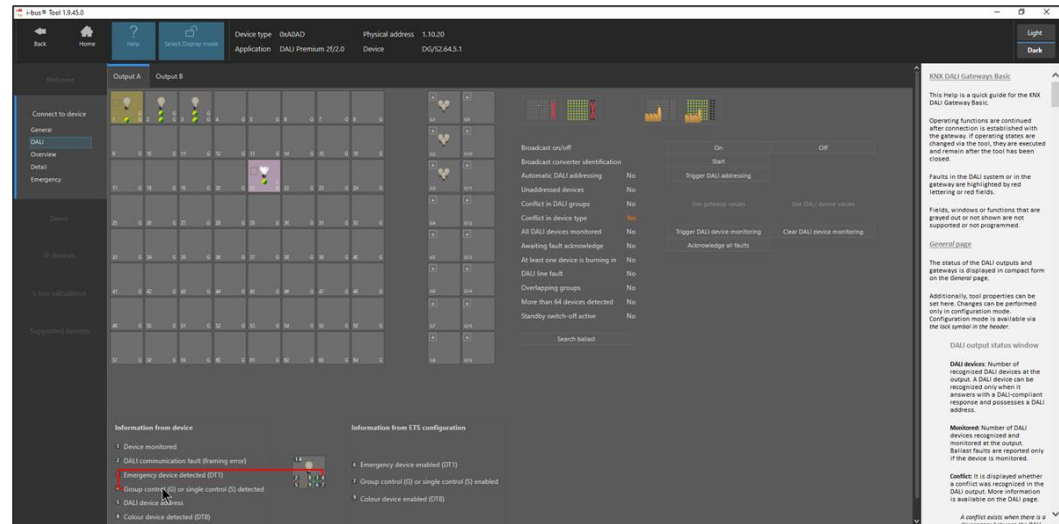 i-bus® Tool 1.9.45.0
Back
Home
Help
Select Display mode
Device type 0xA0AD
Application DALI Premium 2f/2.0
Physical address 1.10.20
Device DG/S2.64.5.1
Light
Dark
Welcome
Connect to device
General
DALI
Overview
Detail
Emergency
IP devices
Supported devices
Output A Output B
Broadcast on/off On Off
Broadcast converter identification Start
Automatic DALI addressing No Trigger DALI addressing
Unaddressed devices No
Conflict in DALI groups No Use gateway values Use DALI device values
Conflict in device type Yes
All DALI devices monitored No Trigger DALI device monitoring Clear DALI device monitoring
Awaiting fault acknowledge No Acknowledge all faults
At least one device is burning in No
DALI line fault No
Overlapping groups No
More than 64 devices detected No
Standby switch-off active No
Search ballast
Information from device
1 Device monitored
2 DALI communication fault (framing error)
Emergency device detected (DT1)
Group control (G) or single control (S) detected
5 DALI device address
8 Colour device detected (DT8)
Information from ETS configuration
6 Emergency device enabled (DT1)
7 Group control (G) or single control (S) enabled
9 Colour device enabled (DT8)
KNX DALI Gateways Basic
This Help is a quick guide for the KNX
DALI Gateway Basic.
Operating functions are continued
after connection is established with
the gateway. If operating states are
changed via the tool, they are executed
and remain after the tool has been
closed.
Faults in the DALI system or in the
gateway are highlighted by red
lettering or red fields.
Fields, windows or functions that are
grayed out or not shown are not
supported or not programmed.
General page
The status of the DALI outputs and
gateways is displayed in compact form
on the General page.
Additionally, tool properties can be
set here. Changes can be performed
only in configuration mode.
Configuration mode is available via
the lock symbol in the header.
DALI output status window
DALI devices: Number of
recognized DALI devices at the
output. A DALI device can be
recognized only when it
answers with a DALI-compliant
response and possesses a DALI
address.
Monitored: Number of DALI
devices recognized and
monitored at the output.
Ballast faults are reported only
if the device is monitored.
Conflict: It is displayed whether
a conflict was recognized in the
DALI output. More information
is available on the DALI page.
A conflict exists when there is a